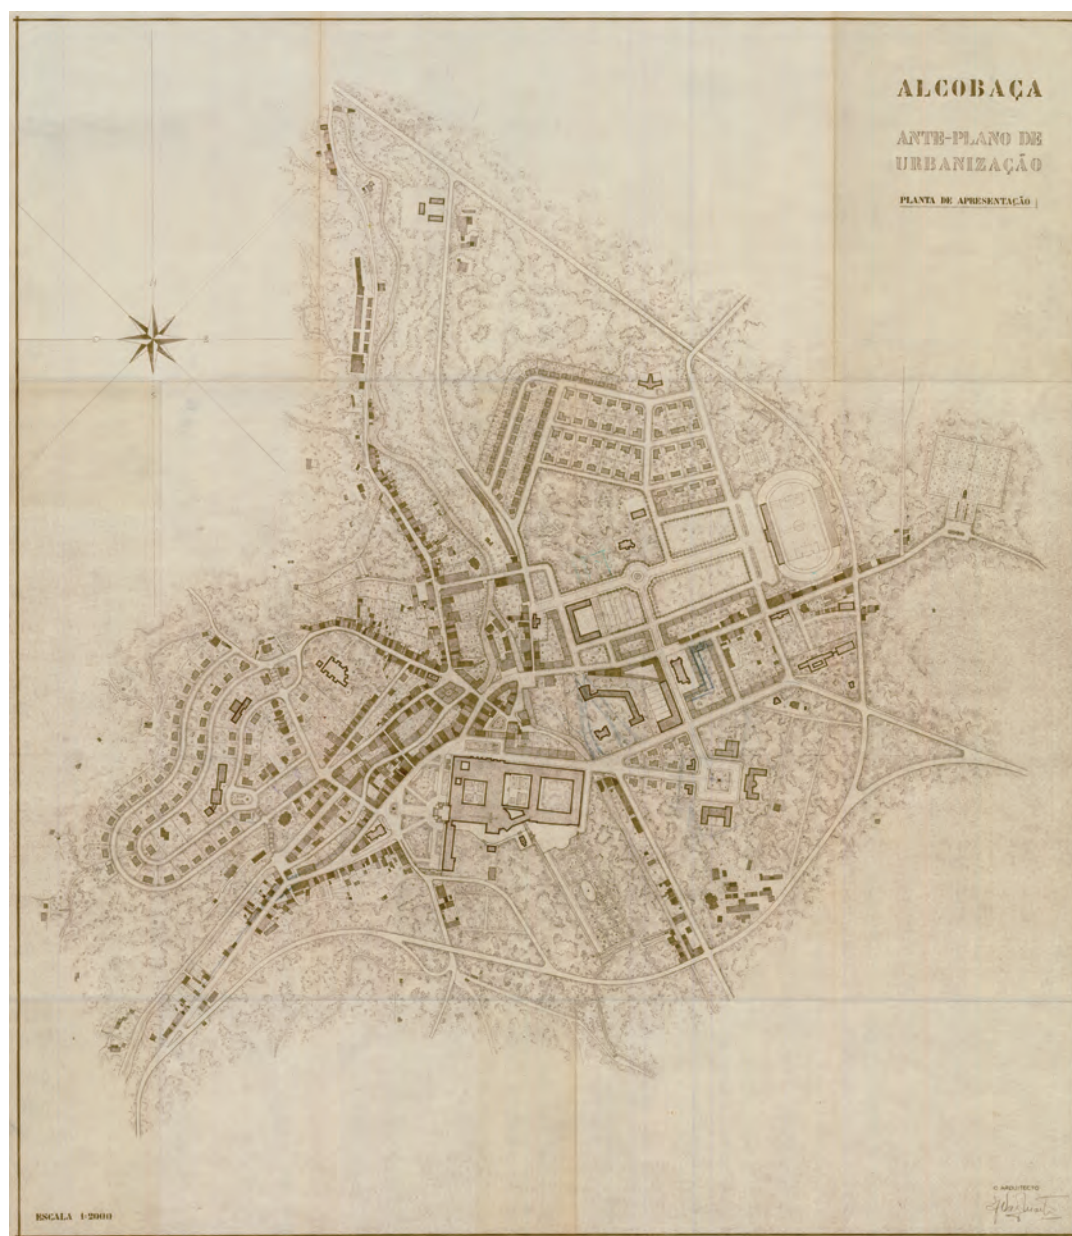 ALCOBAÇA
ANTE-PLANO DE
URBANIZAÇÃO
PLANTA DE APRESENTAÇÃO
N
O
E
S
ESCALA 1:2000
O ARQUITECTO